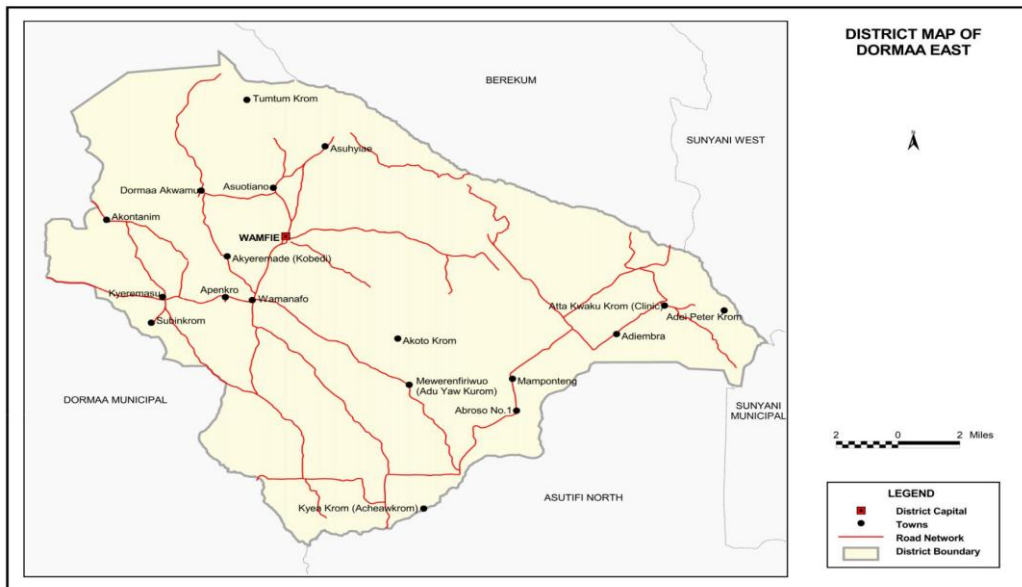 DISTRICT MAP OF
DORMAA EAST
BEREKUM
Tumtum Krom
SUNYANI WEST
N
Asuhyiae
Dormaa Akwamu
Asuotiano
Akontanim
WAMFIE
Akyeremade (Kobedi)
Kyeremasu
Apenkro
Wamanafo
Atta Kwaku Krom (Clinic)
Adei Peter Krom
Subinkrom
Akoto Krom
Adiembra
Mewerenfiriwuo
(Adu Yaw Kurom)
Mamponteng
DORMAA MUNICIPAL
Abroso No.1
SUNYANI
MUNICIPAL
2 0 2 Miles
ASUTIFI NORTH
Kyea Krom (Acheawkrom)
LEGEND
District Capital
Towns
Road Network
District Boundary